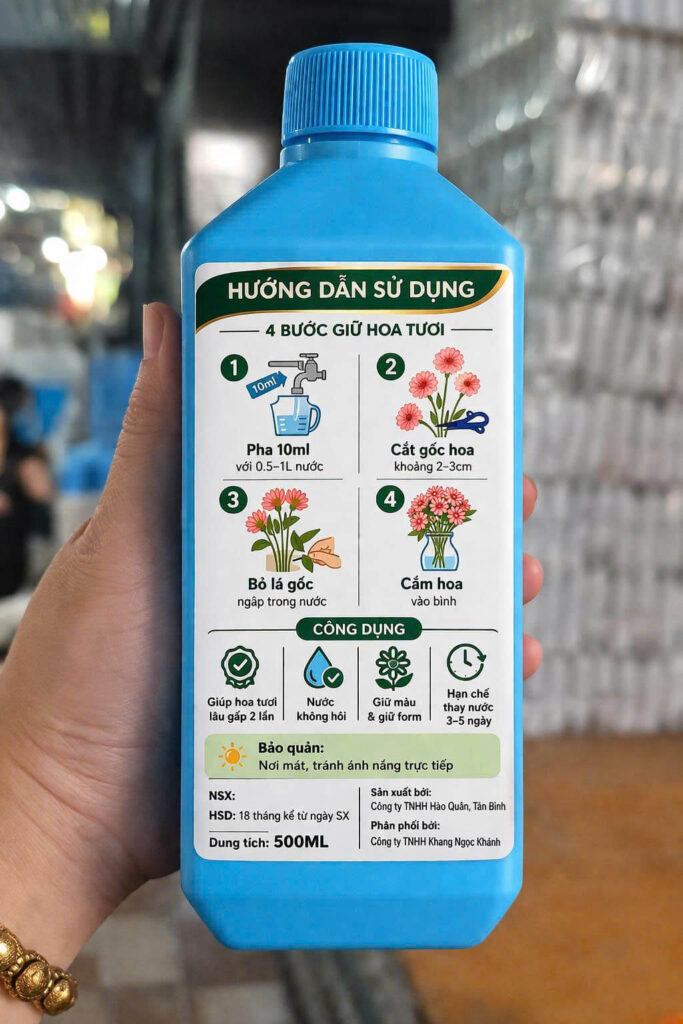 HƯỚNG DẪN SỬ DỤNG
4 BƯỚC GIỮ HOA TƯƠI
1
10ml
Pha 10ml
với 0.5–1L nước
2
Cắt gốc hoa
khoảng 2–3cm
3
Bỏ lá gốc
ngâp trong nước
4
Cắm hoa
vào bình
CÔNG DỤNG
Giúp hoa tươi
lâu gấp 2 lần
Nước
không hôi
Giữ màu
& giữ form
Hạn chế
thay nước
3–5 ngày
Bảo quản:
Nơi mát, tránh ánh nắng trực tiếp
NSX:
HSD: 18 tháng kể từ ngày SX
Dung tích: 500ML
Sản xuất bởi:
Công ty TNHH Hào Quân, Tân Bình
Phân phối bởi:
Công ty TNHH Khang Ngọc Khánh